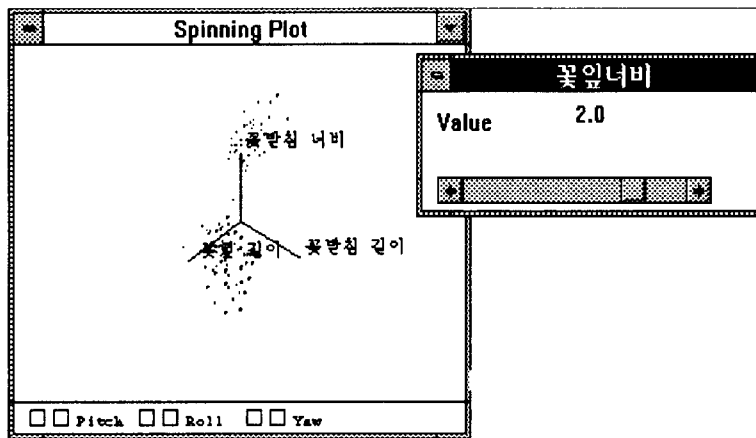 Spinning Plot
꽃잎너비
Value 2.0
꽃받침 너비
꽃잎 길이
꽃받침 길이
Pitch Roll Yaw